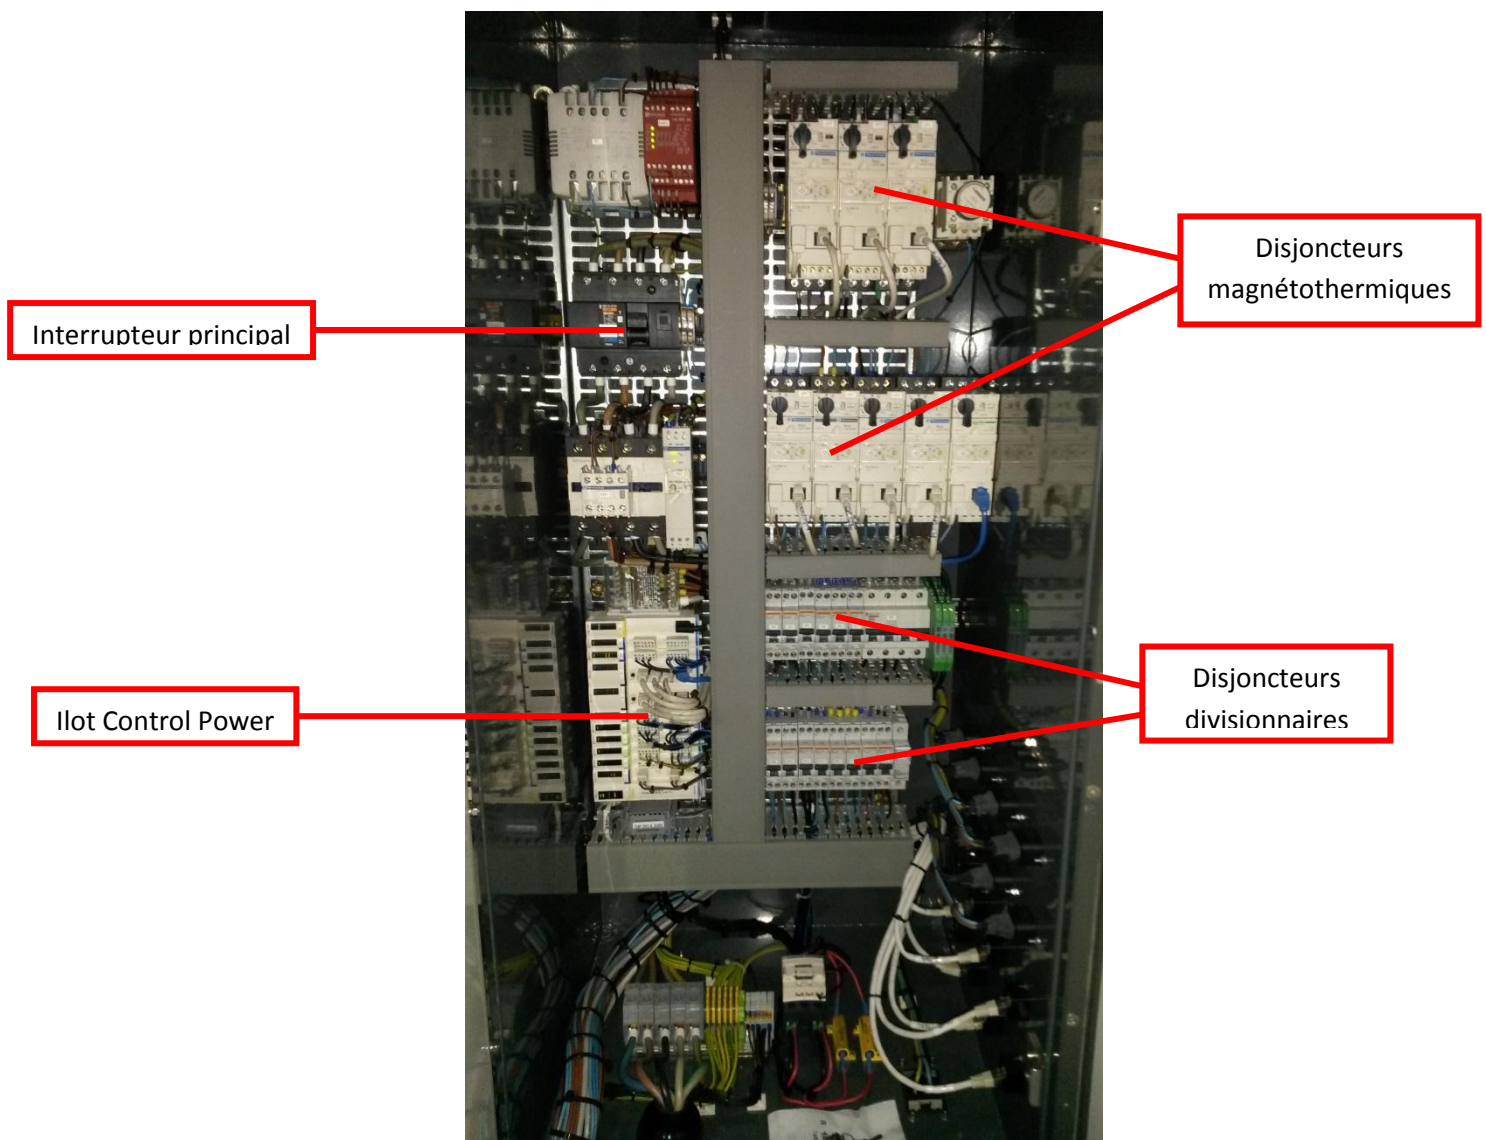 Disjoncteurs
magnétothermiques
Interrupteur principal
Disjoncteurs
divisionnaires
Ilot Control Power